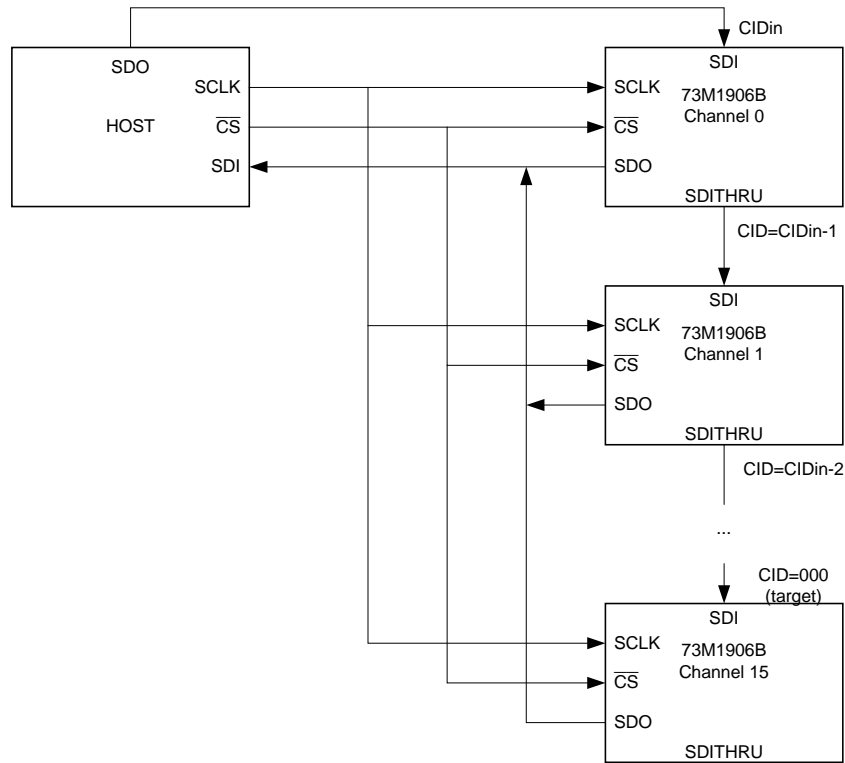 CIDin
SDO
SCLK
HOST
CS
SDI
SDI
SCLK
73M1906B
Channel 0
CS
SDO
SDITHRU
CID=CIDin-1
SDI
SCLK
73M1906B
Channel 1
CS
SDO
SDITHRU
CID=CIDin-2
...
CID=000
(target)
SDI
SCLK
73M1906B
Channel 15
CS
SDO
SDITHRU